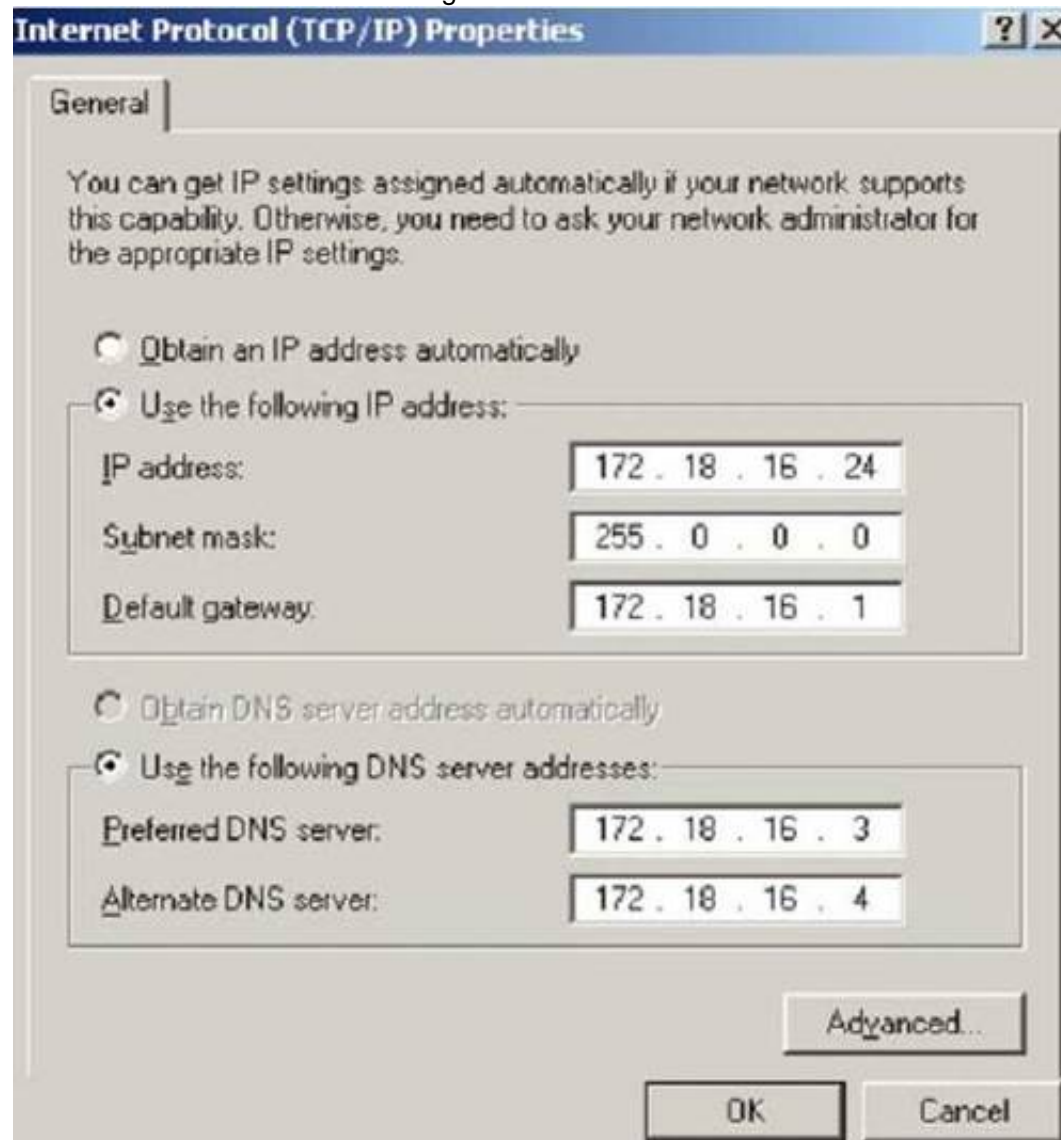 Internet Protocol (TCP/IP) Properties
General
You can get IP settings assigned automatically if your network supports
this capability. Otherwise, you need to ask your network administrator for
the appropriate IP settings.
Obtain an IP address automatically
Use the following IP address:
IP address: 172 . 18 . 16 . 24
Subnet mask: 255 . 0 . 0 . 0
Default gateway: 172 . 18 . 16 . 1
Obtain DNS server address automatically
Use the following DNS server addresses:
Preferred DNS server: 172 . 18 . 16 . 3
Alternate DNS server: 172 . 18 . 16 . 4
Advanced...
OK Cancel